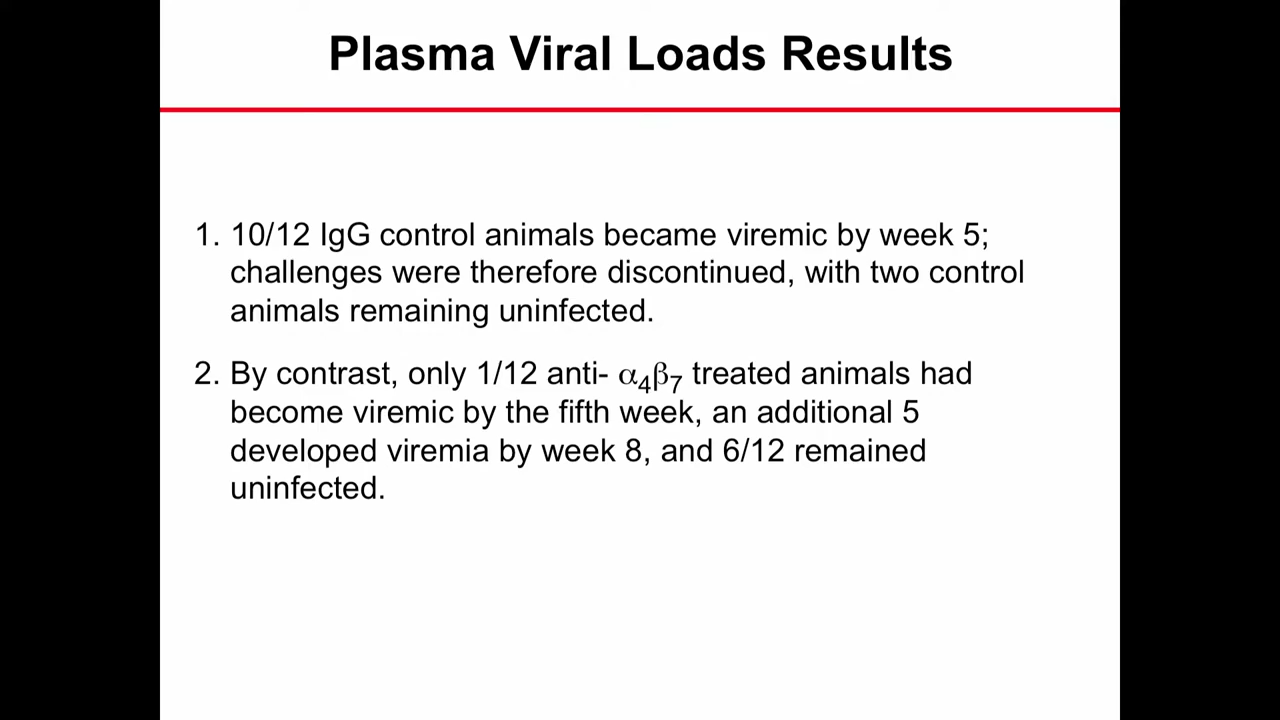 Plasma Viral Loads Results
1. 10/12 IgG control animals became viremic by week 5;
challenges were therefore discontinued, with two control
animals remaining uninfected.
2. By contrast, only 1/12 anti- α₄β₇ treated animals had
become viremic by the fifth week, an additional 5
developed viremia by week 8, and 6/12 remained
uninfected.